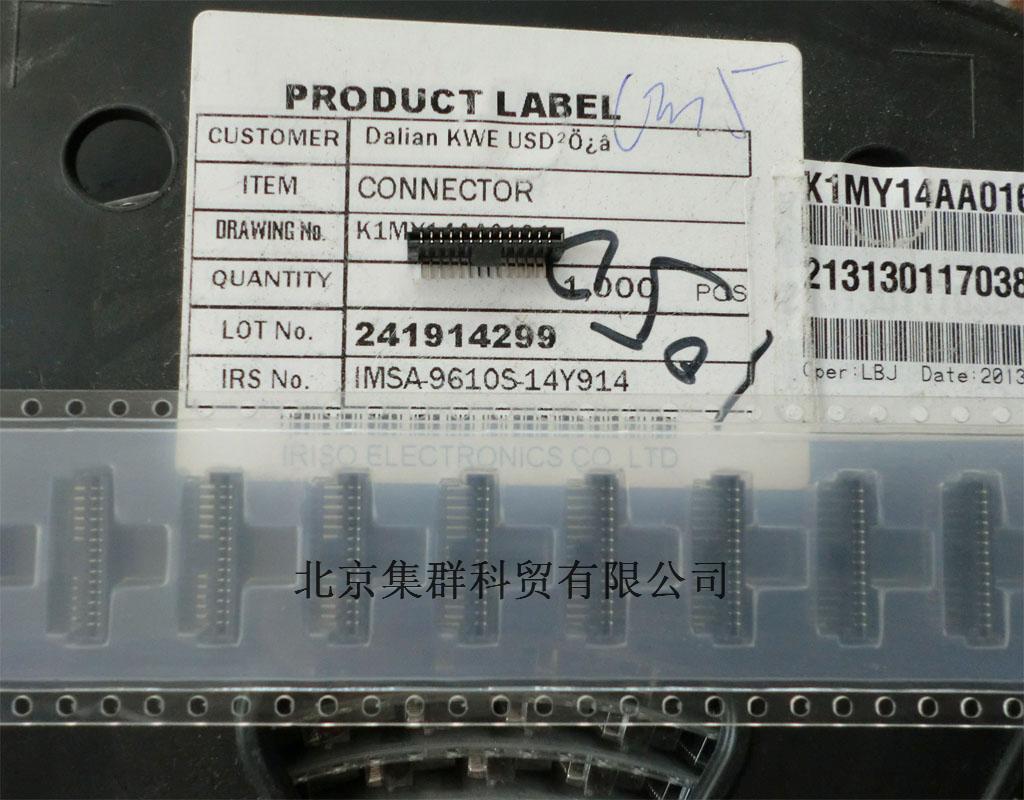 PRODUCT LABEL
CUSTOMER Dalian KWE USD²Ö¿â
ITEM CONNECTOR
DRAWING No.
QUANTITY 1,000 PCS
LOT No. 241914299
IRS No. IMSA-9610S-14Y914
IRISO ELECTRONICS CO. LTD
K1MY14AA016
213130117038
Oper:LBJ Date:2013
北京集群科贸有限公司